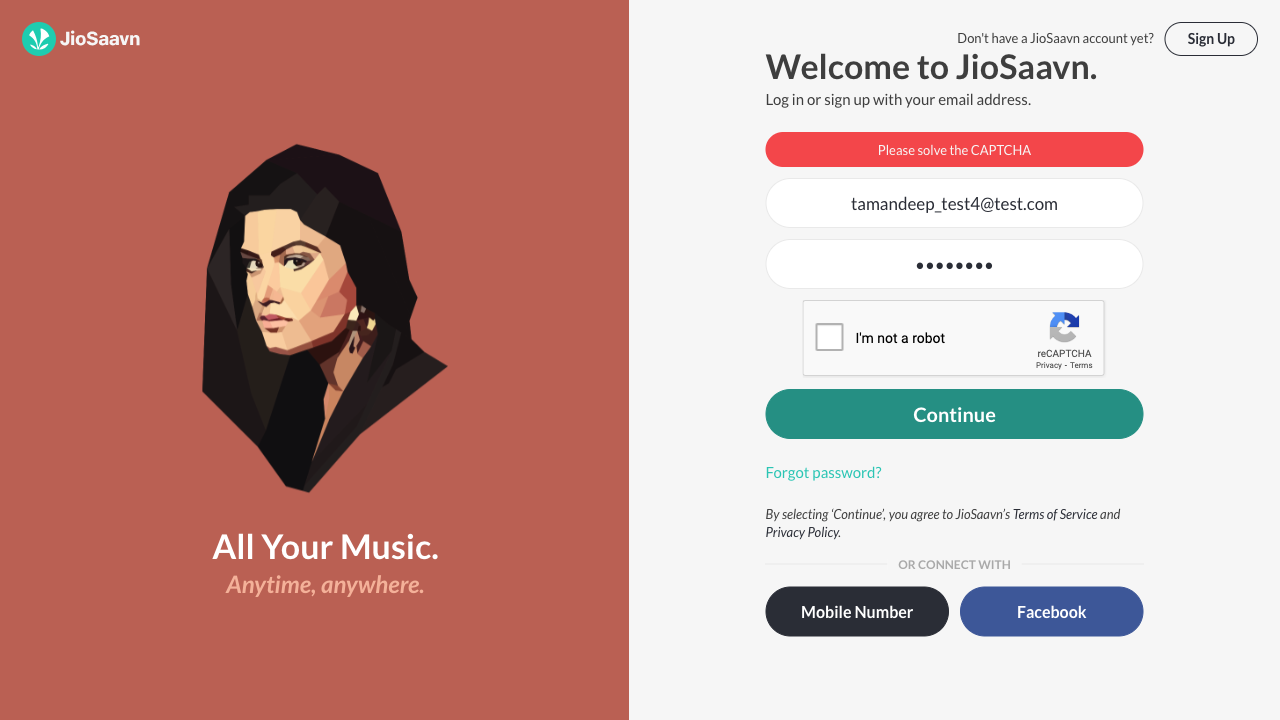 JioSaavn
Don't have a JioSaavn account yet?
Sign Up
Welcome to JioSaavn.
Log in or sign up with your email address.
Please solve the CAPTCHA
tamandeep_test4@test.com
••••••••
I'm not a robot
reCAPTCHA
Privacy - Terms
Continue
Forgot password?
By selecting ‘Continue’, you agree to JioSaavn’s Terms of Service and
Privacy Policy.
OR CONNECT WITH
Mobile Number
Facebook
All Your Music.
Anytime, anywhere.